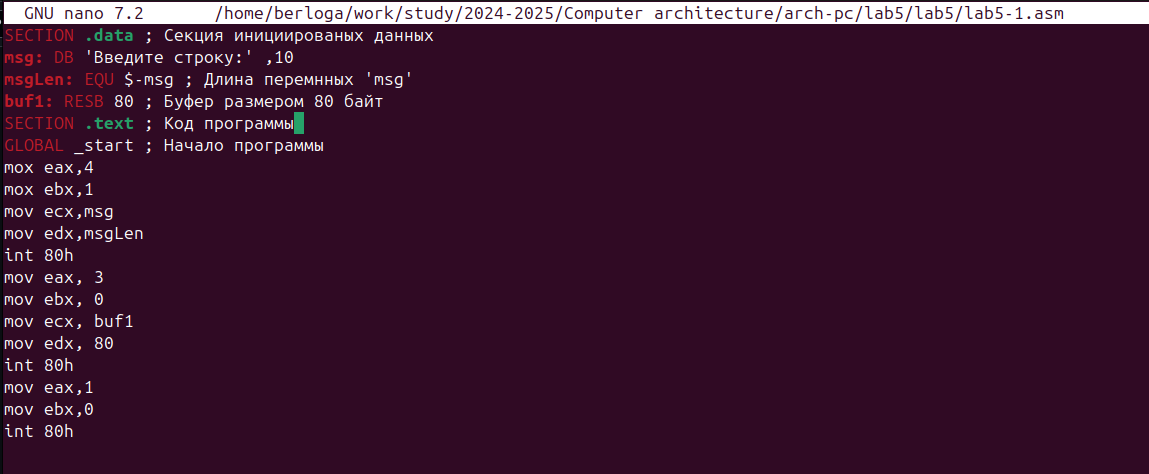 GNU nano 7.2 /home/berloga/work/study/2024-2025/Computer architecture/arch-pc/lab5/lab5/lab5-1.asm
SECTION .data ; Секция инициированых данных
msg: DB 'Введите строку:' ,10
msgLen: EQU $-msg ; Длина перемнных 'msg'
buf1: RESB 80 ; Буфер размером 80 байт
SECTION .text ; Код программы
GLOBAL _start ; Начало программы
mox eax,4
mox ebx,1
mov ecx,msg
mov edx,msgLen
int 80h
mov eax, 3
mov ebx, 0
mov ecx, buf1
mov edx, 80
int 80h
mov eax,1
mov ebx,0
int 80h